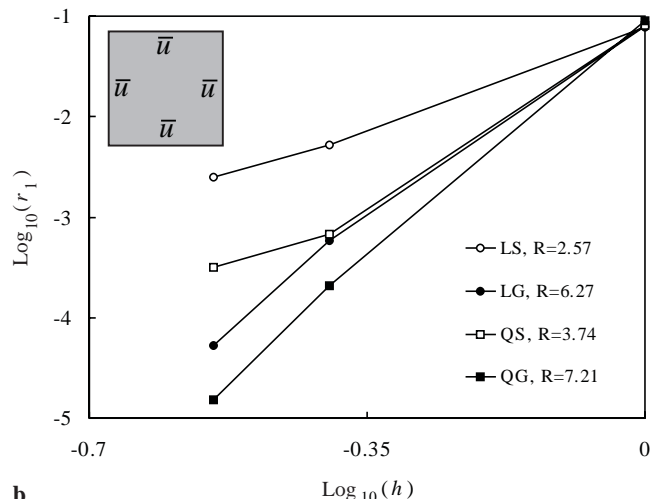 -1
u̅
u̅ u̅
u̅
-2
-3
-4
-5
Log₁₀(r₁)
LS, R=2.57
LG, R=6.27
QS, R=3.74
QG, R=7.21
-0.7 -0.35 0
b Log₁₀(h)